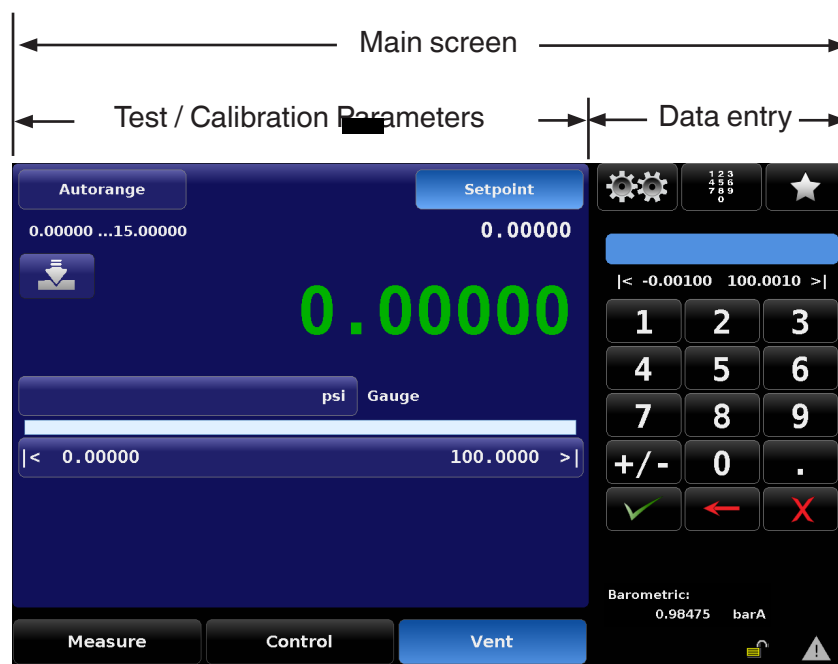 Main screen
Test / Calibration Parameters
Data entry
Autorange
Setpoint
1 2 3
4 5 6
7 8 9
0
0.00000 ...15.00000
0.00000
0.00000
|< -0.00100 100.0010 >|
1 2 3
4 5 6
7 8 9
+/- 0 .
psi Gauge
|< 0.00000 100.0000 >|
X
Barometric:
0.98475 barA
Measure
Control
Vent